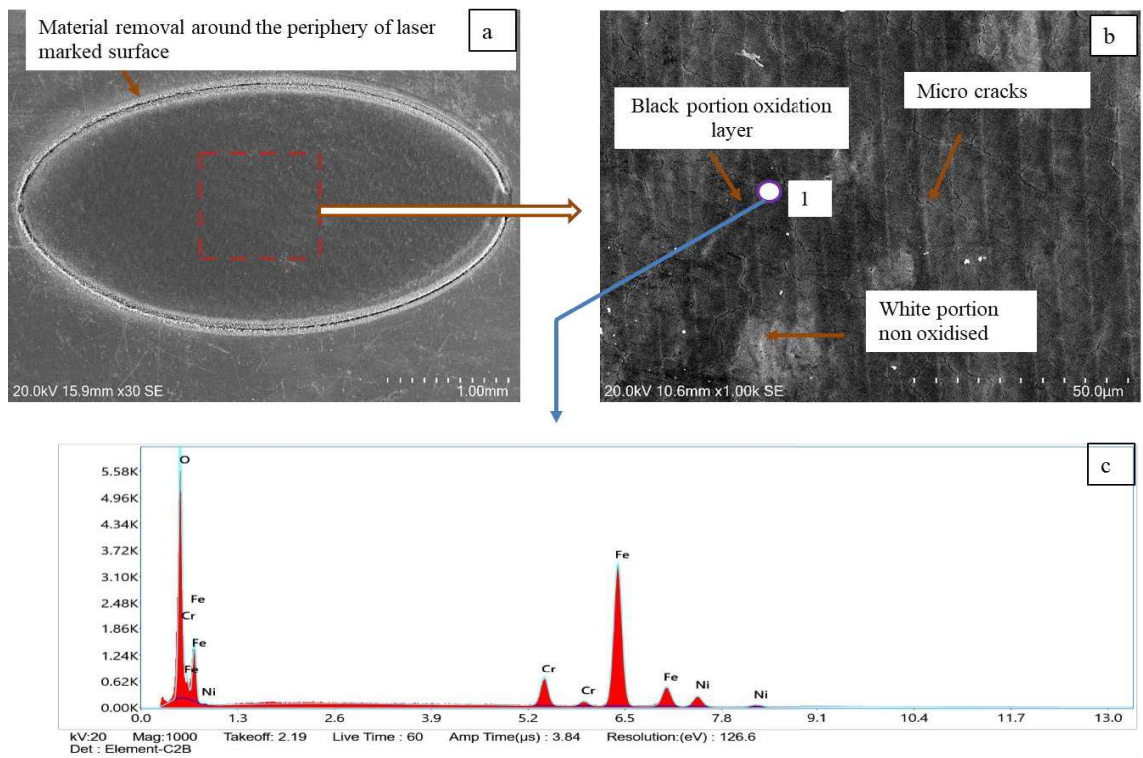 Material removal around the periphery of laser
marked surface
a
20.0kV 15.9mm x30 SE
1.00mm
b
Black portion oxidation
layer
Micro cracks
1
White portion
non oxidised
20.0kV 10.6mm x1.00k SE
50.0µm
c
5.58K
4.96K
4.34K
3.72K
3.10K
2.48K
1.86K
1.24K
0.62K
0.00K
O
Fe
Cr
Fe
Fe
Ni
Cr
Cr
Fe
Fe
Ni
Ni
0.0 1.3 2.6 3.9 5.2 6.5 7.8 9.1 10.4 11.7 13.0
kV:20 Mag:1000 Takeoff: 2.19 Live Time : 60 Amp Time(µs) : 3.84 Resolution:(eV) : 126.6
Det : Element-C2B